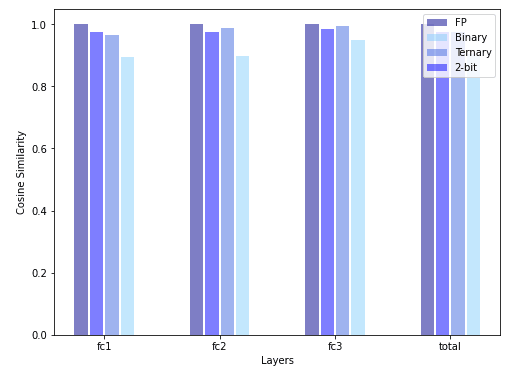 1.0
0.8
0.6
0.4
0.2
0.0
Cosine Similarity
FP
Binary
Ternary
2-bit
fc1
fc2
fc3
total
Layers